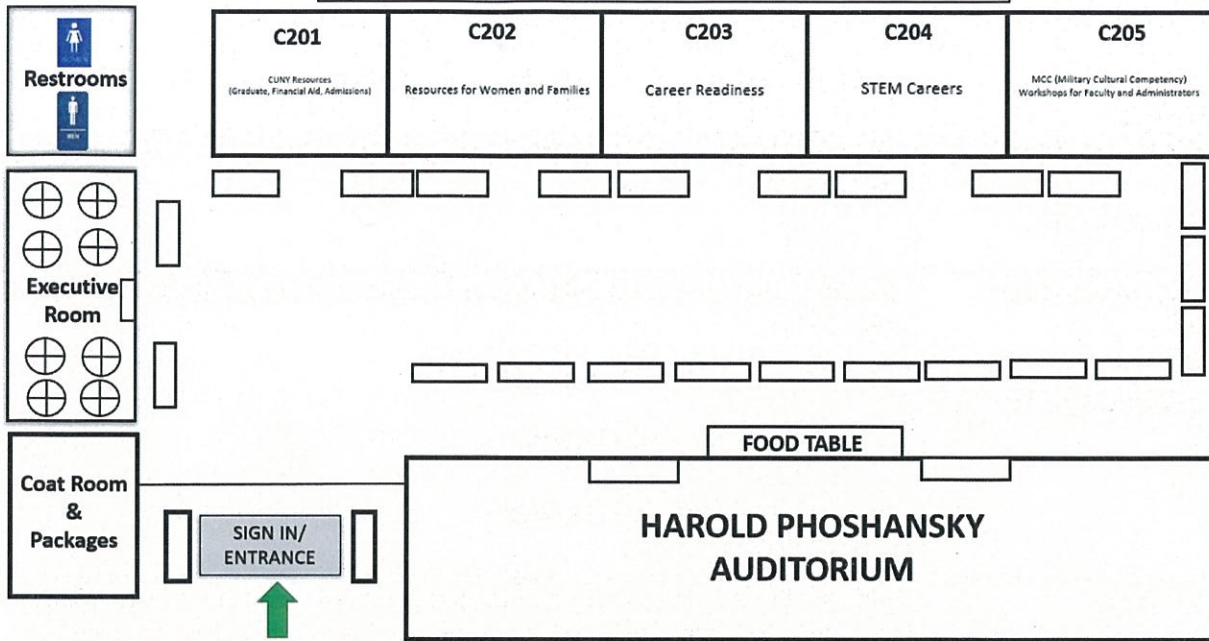 Restrooms
WOMEN
MEN
C201
CUNY Resources
(Graduate, Financial Aid, Admissions)
C202
Resources for Women and Families
C203
Career Readiness
C204
STEM Careers
C205
MCC (Military Cultural Competency)
Workshops for Faculty and Administrators
Executive
Room
Coat Room
&
Packages
SIGN IN/
ENTRANCE
FOOD TABLE
HAROLD PHOSHANSKY
AUDITORIUM